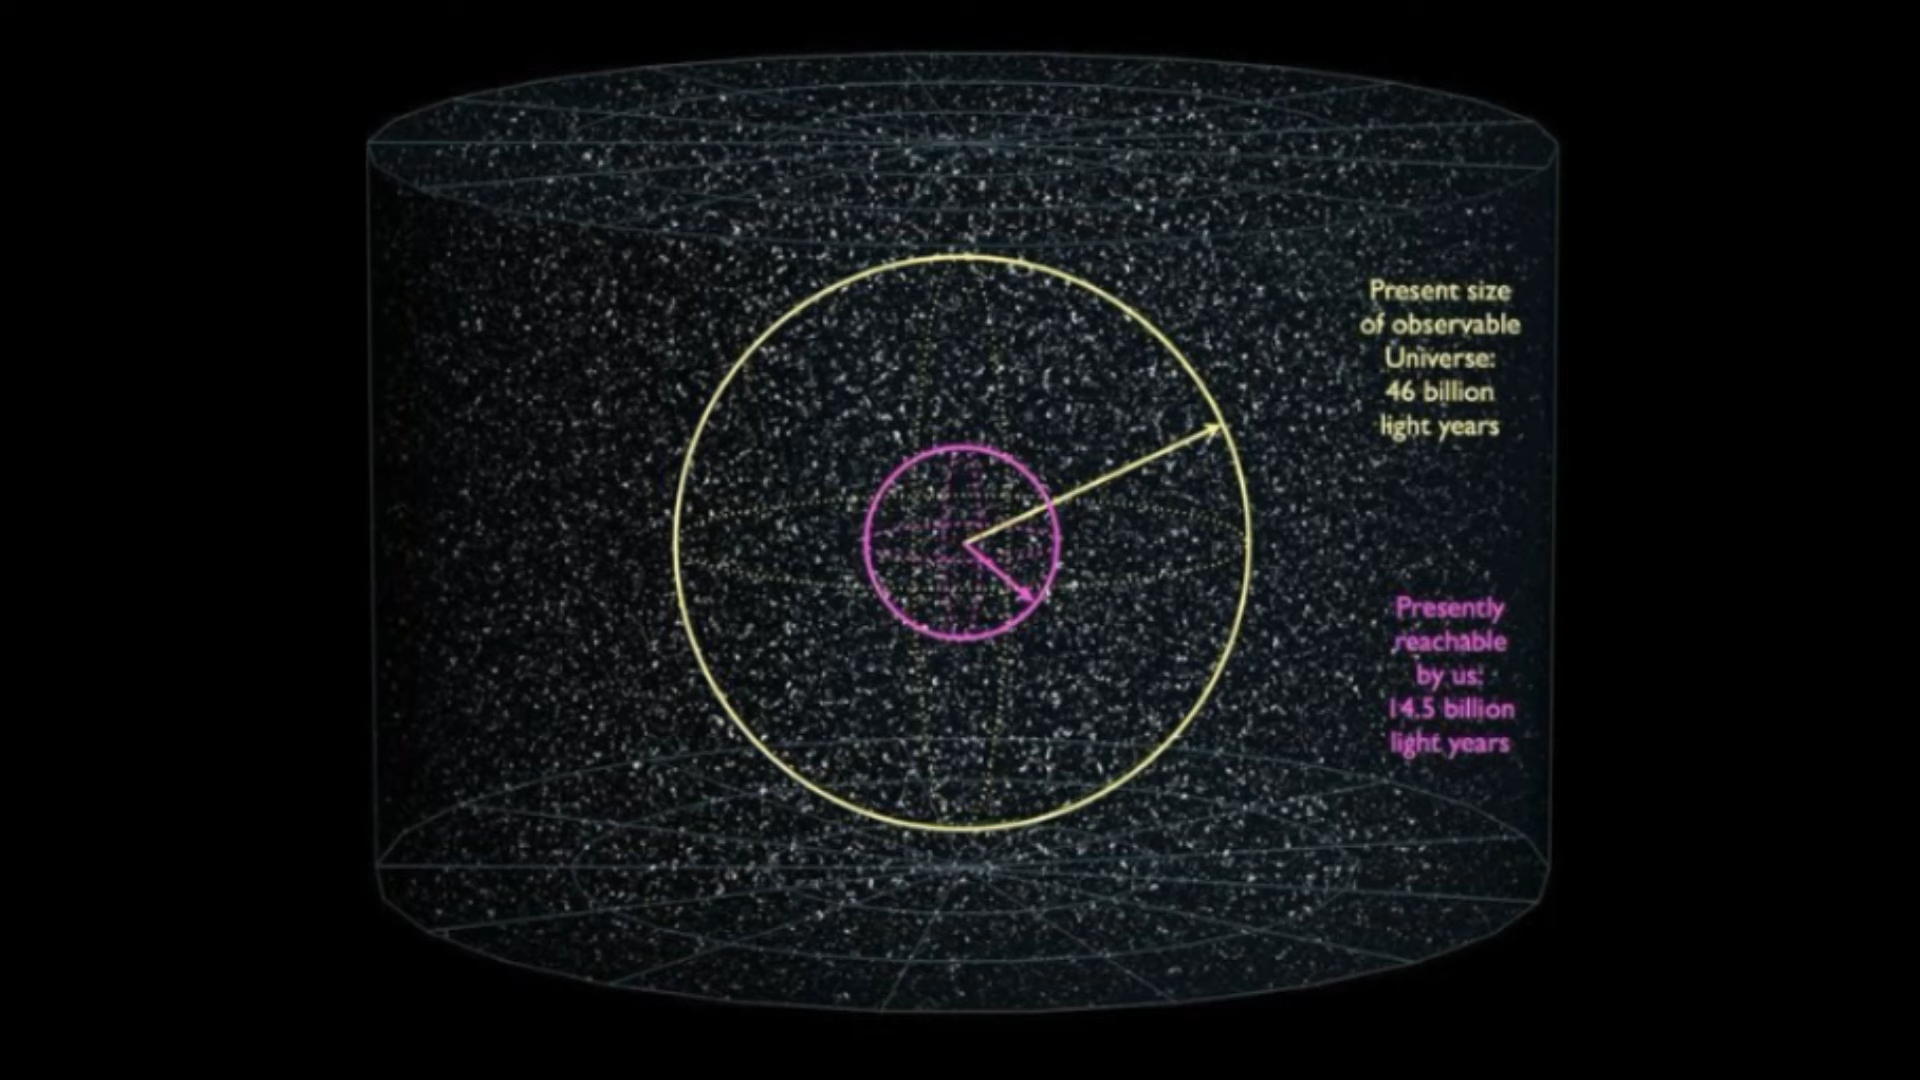 Present size
of observable
Universe:
46 billion
light years
Presently
reachable
by us:
14.5 billion
light years